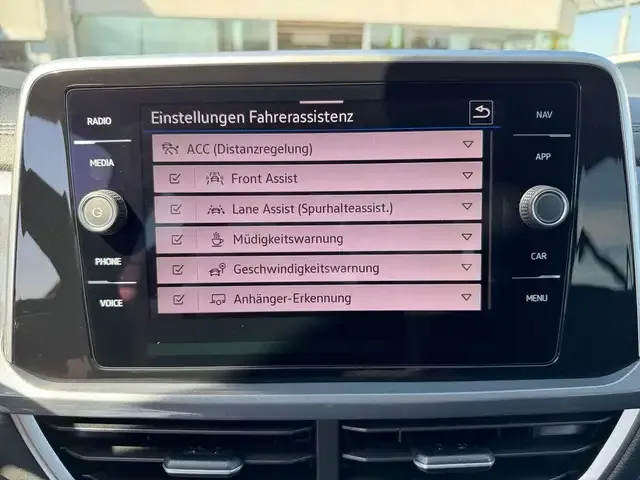 RADIO
MEDIA
PHONE
VOICE
Einstellungen Fahrerassistenz
ACC (Distanzregelung)
Front Assist
Lane Assist (Spurhalteassist.)
Müdigkeitswarnung
Geschwindigkeitswarnung
Anhänger-Erkennung
NAV
APP
CAR
MENU